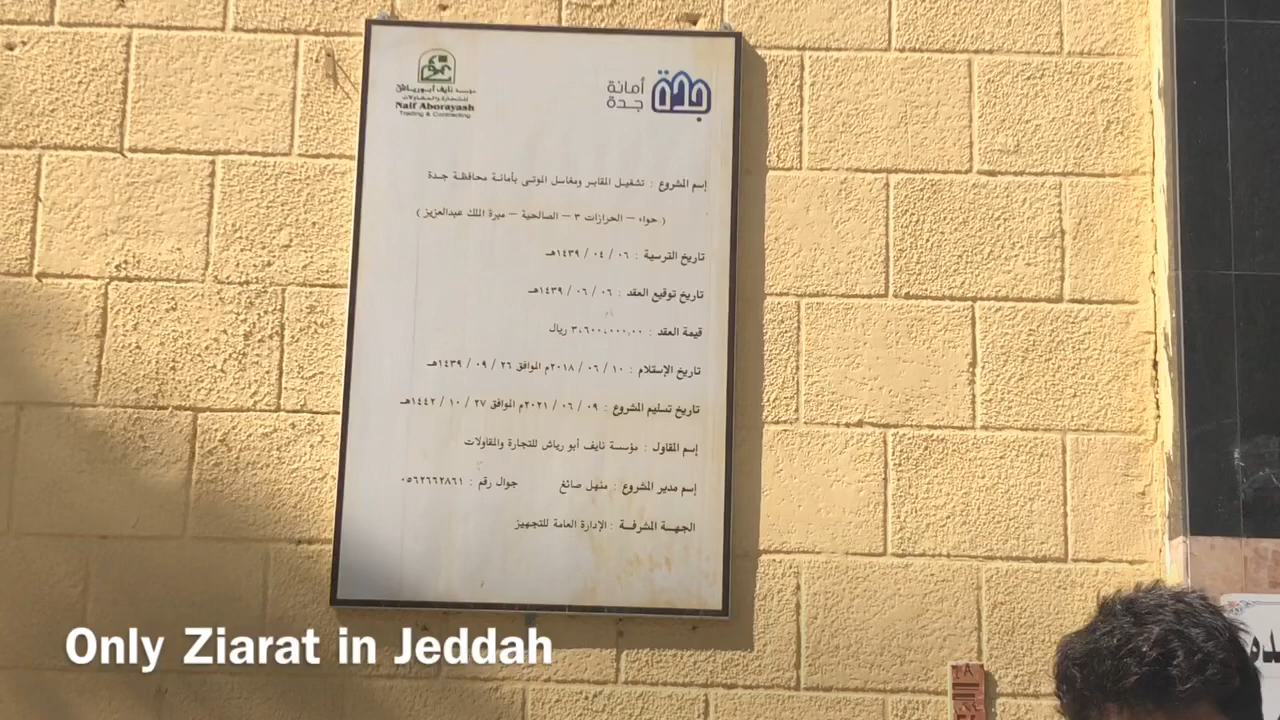 مؤسسة نايف أبورياش
للتجارة والمقاولات
Naif Aborayash
Trading & Contracting
أمانة
جدة
جدة
إسم المشروع : تشغيل المقابر ومغاسل الموتى بأمانة محافظة جدة
( حواء – الحرازات ٣ – الصالحية – مبرة الملك عبدالعزيز )
تاريخ الترسية : ٠٦ / ٠٤ / ١٤٣٩هـ
تاريخ توقيع العقد : ٠٦ / ٠٦ / ١٤٣٩هـ
قيمة العقد : ٣،٦٠٠،٠٠٠,٠٠ ريال
تاريخ الإستلام : ١٠ / ٠٦ / ٢٠١٨م الموافق ٢٦ / ٠٩ / ١٤٣٩هـ
تاريخ تسليم المشروع : ٠٩ / ٠٦ / ٢٠٢١م الموافق ٢٧ / ١٠ / ١٤٤٢هـ
إسم المقاول : مؤسسة نايف أبو رياش للتجارة والمقاولات
إسم مدير المشروع : منهل صائغ جوال رقم : ٠٥٦٢٦٦٢٨٦١
الجهة المشرفة : الإدارة العامة للتجهيز
Only Ziarat in Jeddah